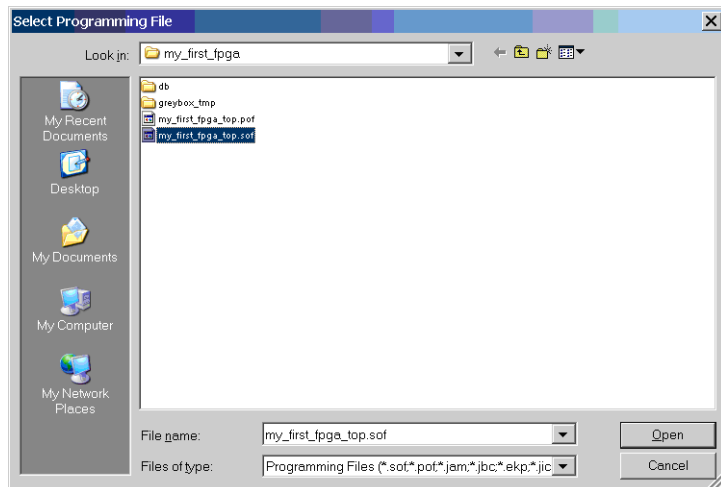 Select Programming File
Look in: my_first_fpga
My Recent
Documents
Desktop
My Documents
My Computer
My Network
Places
db
greybox_tmp
my_first_fpga_top.pof
my_first_fpga_top.sof
File name: my_first_fpga_top.sof
Open
Files of type: Programming Files (*.sof;*.pof;*.jam;*.jbc;*.ekp;*.jic
Cancel